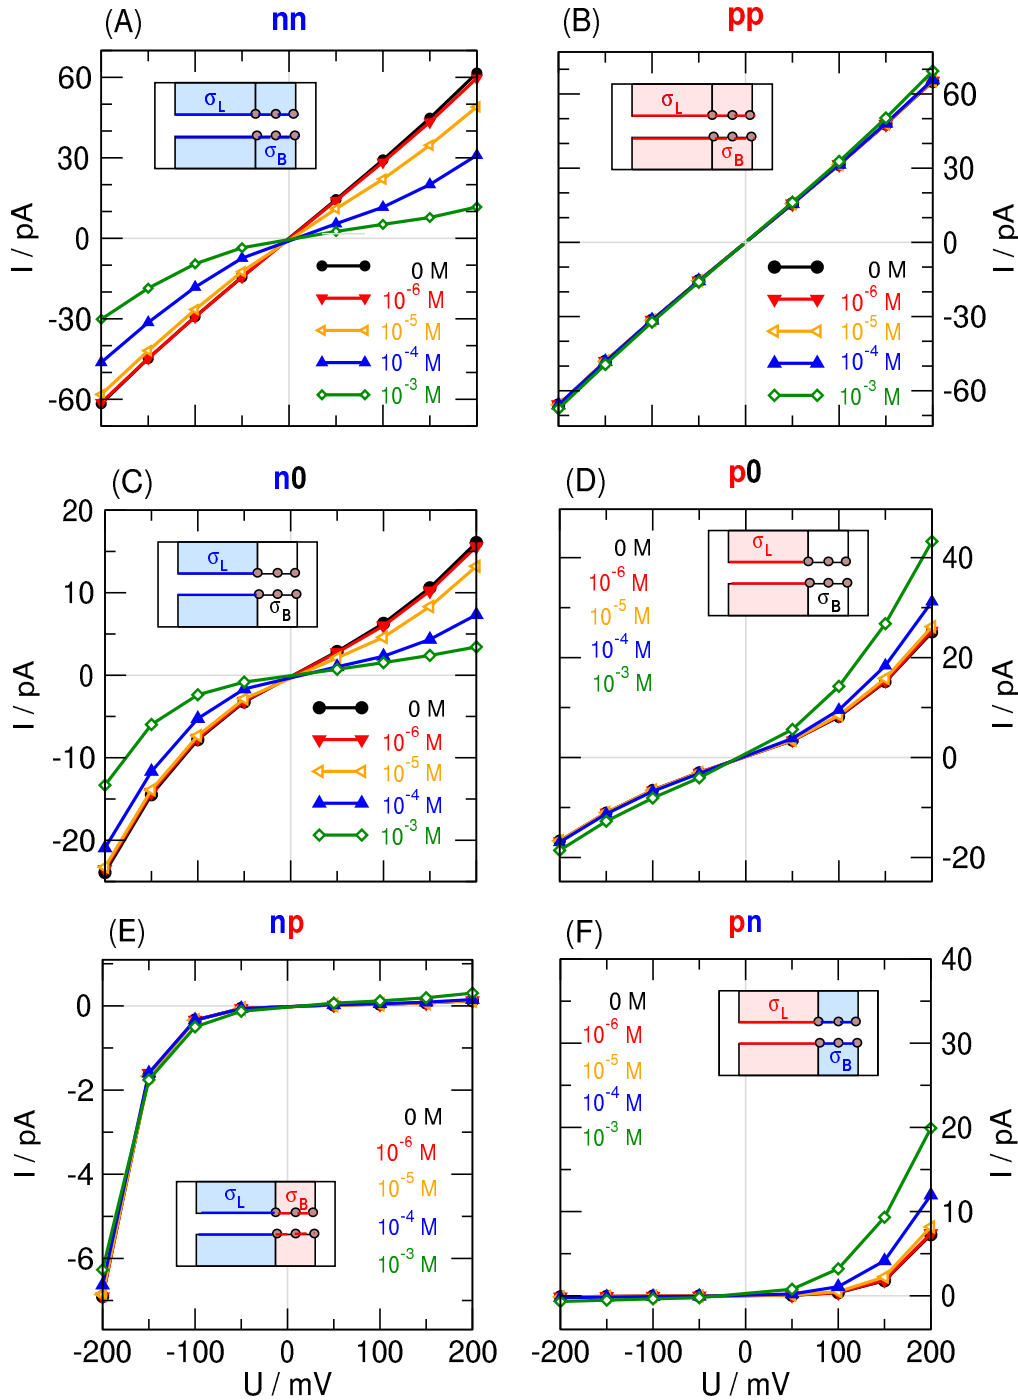 (A) nn
60
30
0
-30
-60
I / pA
σL
σB
0 M
10⁻⁶ M
10⁻⁵ M
10⁻⁴ M
10⁻³ M
(B) pp
60
30
0
-30
-60
I / pA
σL
σB
0 M
10⁻⁶ M
10⁻⁵ M
10⁻⁴ M
10⁻³ M
(C) n0
20
10
0
-10
-20
I / pA
σL
σB
0 M
10⁻⁶ M
10⁻⁵ M
10⁻⁴ M
10⁻³ M
(D) p0
40
20
0
-20
I / pA
σL
σB
0 M
10⁻⁶ M
10⁻⁵ M
10⁻⁴ M
10⁻³ M
(E) np
0
-2
-4
-6
I / pA
σL
σB
0 M
10⁻⁶ M
10⁻⁵ M
10⁻⁴ M
10⁻³ M
-200 -100 0 100 200
U / mV
(F) pn
40
30
20
10
0
I / pA
σL
σB
0 M
10⁻⁶ M
10⁻⁵ M
10⁻⁴ M
10⁻³ M
-200 -100 0 100 200
U / mV